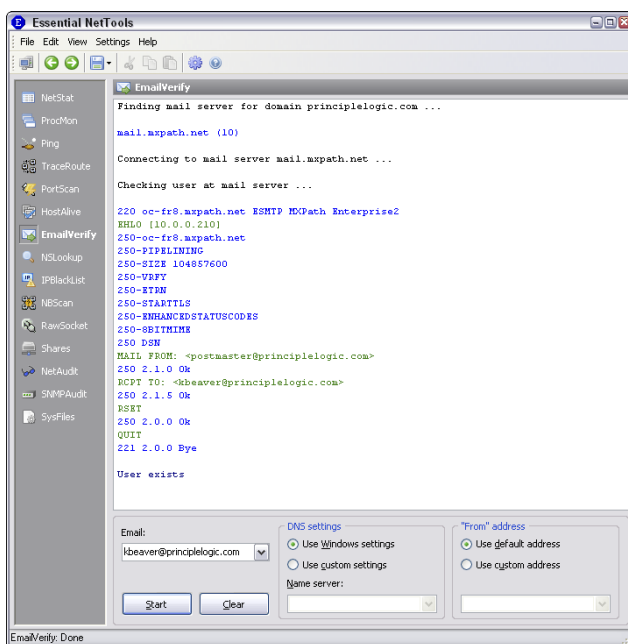 Essential NetTools
File Edit View Settings Help
NetStat
ProcMon
Ping
TraceRoute
PortScan
HostAlive
EmailVerify
NSLookup
IPBlackList
NBScan
RawSocket
Shares
NetAudit
SNMPAudit
SysFiles
EmailVerify
Finding mail server for domain principlelogic.com ...
mail.mxpath.net (10)
Connecting to mail server mail.mxpath.net ...
Checking user at mail server ...
220 oc-fr8.mxpath.net ESMTP MXPath Enterprise2
EHLO [10.0.0.210]
250-oc-fr8.mxpath.net
250-PIPELINING
250-SIZE 104857600
250-VRFY
250-ETRN
250-STARTTLS
250-ENHANCEDSTATUSCODES
250-8BITMIME
250 DSN
MAIL FROM: <postmaster@principlelogic.com>
250 2.1.0 Ok
RCPT TO: <kbeaver@principlelogic.com>
250 2.1.5 Ok
RSET
250 2.0.0 Ok
QUIT
221 2.0.0 Bye
User exists
Email:
kbeaver@principlelogic.com
Start Clear
DNS settings
Use Windows settings
Use custom settings
Name server:
"From" address
Use default address
Use custom address
EmailVerify: Done